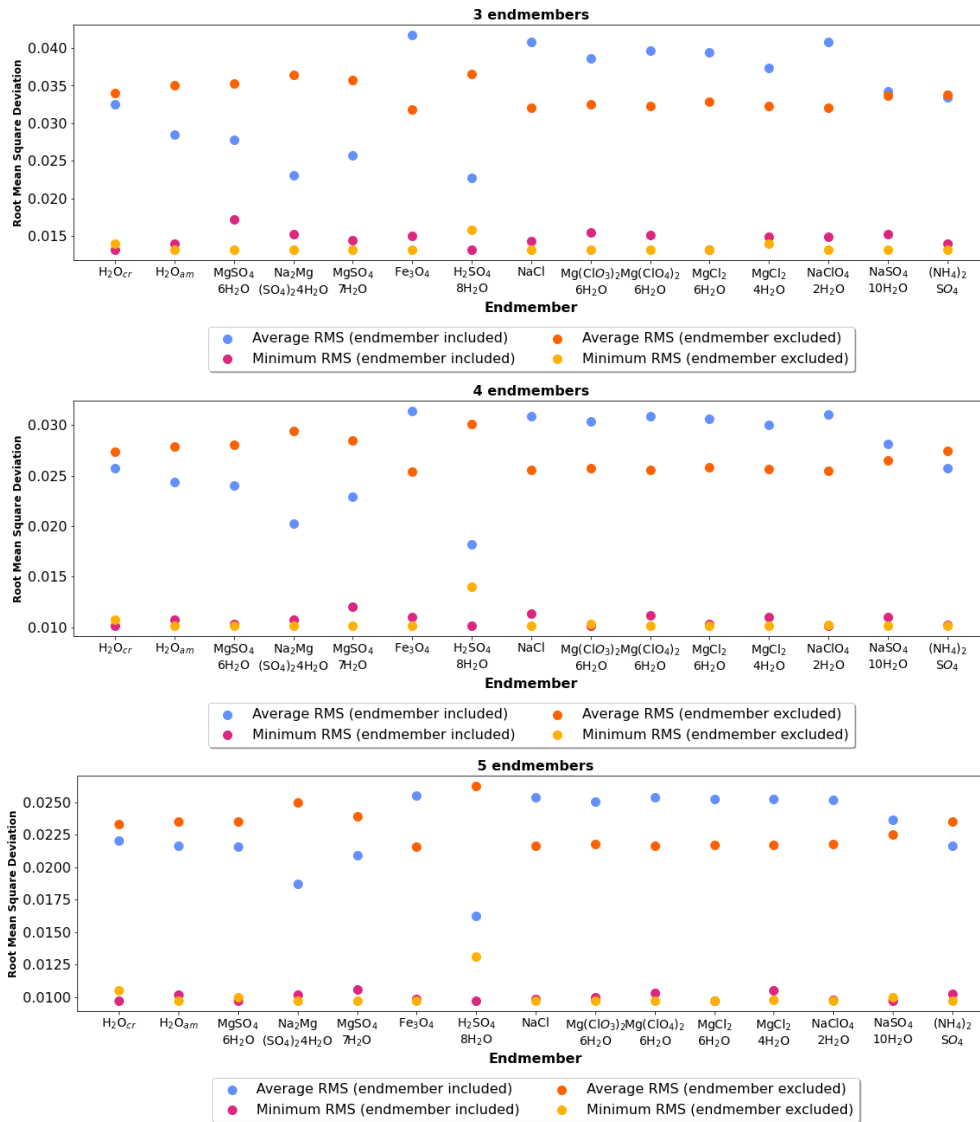 3 endmembers
Root Mean Square Deviation
0.040
0.035
0.030
0.025
0.020
0.015
H₂O𝑐𝑟 H₂O𝑎𝑚 MgSO₄ Na₂Mg MgSO₄ Fe₃O₄ H₂SO₄ NaCl Mg(ClO₃)₂ Mg(ClO₄)₂ MgCl₂ MgCl₂ NaClO₄ NaSO₄ (NH₄)₂
6H₂O (SO₄)₂4H₂O 7H₂O 8H₂O 6H₂O 6H₂O 6H₂O 4H₂O 2H₂O 10H₂O SO₄
Endmember
Average RMS (endmember included) Average RMS (endmember excluded)
Minimum RMS (endmember included) Minimum RMS (endmember excluded)
4 endmembers
Root Mean Square Deviation
0.030
0.025
0.020
0.015
0.010
H₂O𝑐𝑟 H₂O𝑎𝑚 MgSO₄ Na₂Mg MgSO₄ Fe₃O₄ H₂SO₄ NaCl Mg(ClO₃)₂ Mg(ClO₄)₂ MgCl₂ MgCl₂ NaClO₄ NaSO₄ (NH₄)₂
6H₂O (SO₄)₂4H₂O 7H₂O 8H₂O 6H₂O 6H₂O 6H₂O 4H₂O 2H₂O 10H₂O SO₄
Endmember
Average RMS (endmember included) Average RMS (endmember excluded)
Minimum RMS (endmember included) Minimum RMS (endmember excluded)
5 endmembers
Root Mean Square Deviation
0.0250
0.0225
0.0200
0.0175
0.0150
0.0125
0.0100
H₂O𝑐𝑟 H₂O𝑎𝑚 MgSO₄ Na₂Mg MgSO₄ Fe₃O₄ H₂SO₄ NaCl Mg(ClO₃)₂ Mg(ClO₄)₂ MgCl₂ MgCl₂ NaClO₄ NaSO₄ (NH₄)₂
6H₂O (SO₄)₂4H₂O 7H₂O 8H₂O 6H₂O 6H₂O 6H₂O 4H₂O 2H₂O 10H₂O SO₄
Endmember
Average RMS (endmember included) Average RMS (endmember excluded)
Minimum RMS (endmember included) Minimum RMS (endmember excluded)